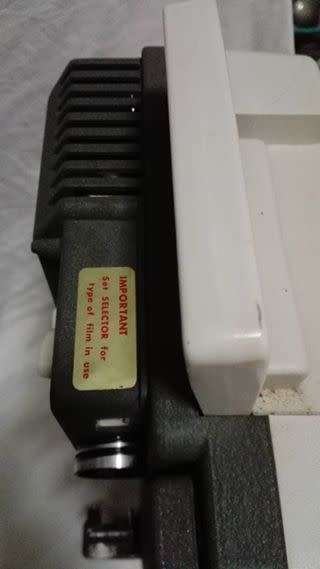 IMPORTANT
Set SELECTOR for
type of film in use